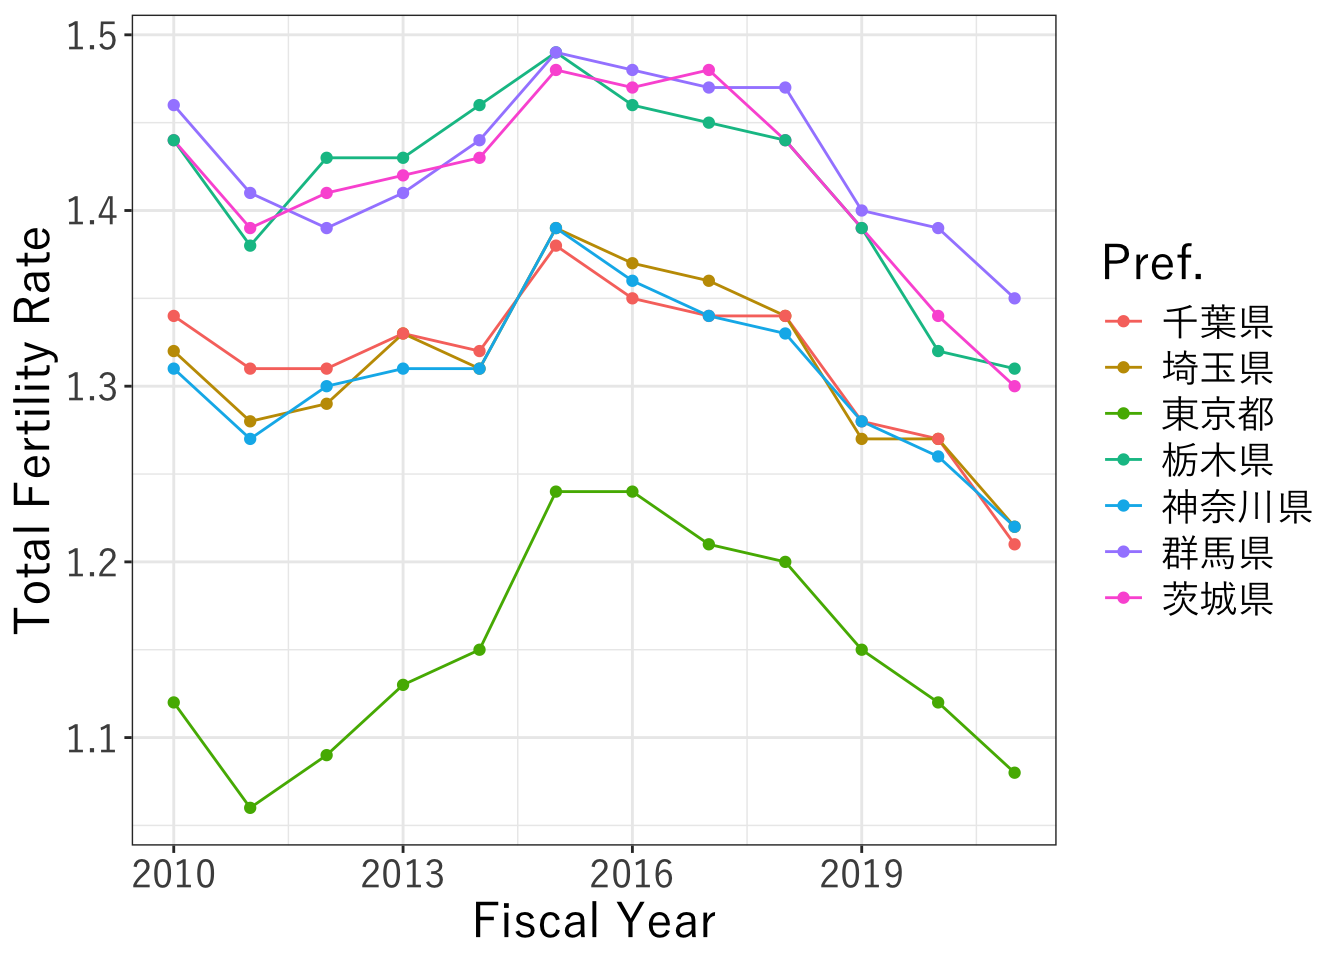 1.5
1.4
1.3
1.2
1.1
Total Fertility Rate
2010 2013 2016 2019
Fiscal Year
Pref.
千葉県
埼玉県
東京都
栃木県
神奈川県
群馬県
茨城県